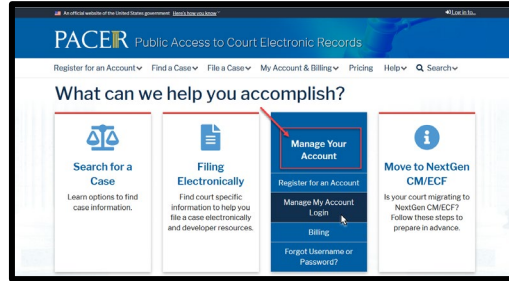 An official website of the United States government Here's how you know
Log in to...
PACER Public Access to Court Electronic Records
Register for an Account Find a Case File a Case My Account & Billing Pricing Help Search
What can we help you accomplish?
Search for a
Case
Learn options to find
case information.
Filing
Electronically
Find court specific
information to help you
file a case electronically
and developer resources.
Manage Your
Account
Register for an Account
Manage My Account
Login
Billing
Forgot Username or
Password?
Move to NextGen
CM/ECF
Is your court migrating to
NextGen CM/ECF?
Follow these steps to
prepare in advance.